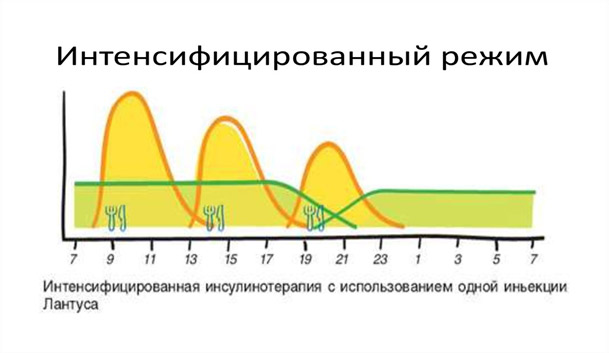 Интенсифицированный режим
7 9 11 13 15 17 19 21 23 1 3 5 7
Интенсифицированная инсулинотерапия с использованием одной иньекции
Лантуса